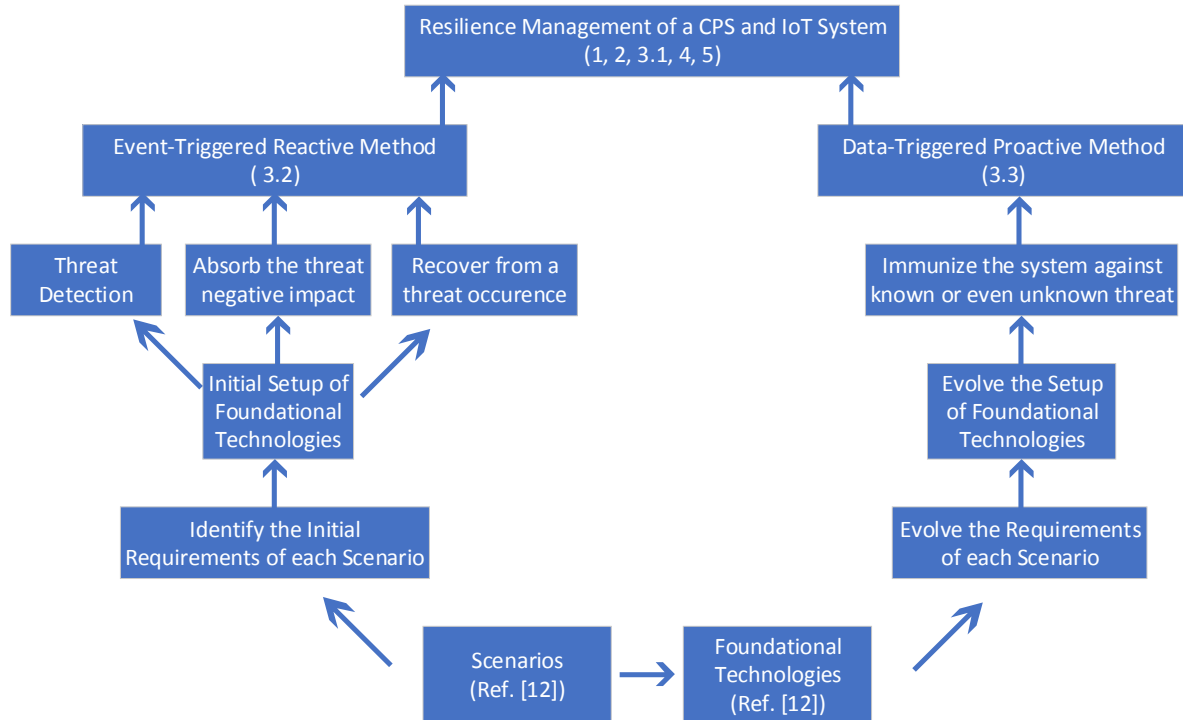 Resilience Management of a CPS and IoT System
(1, 2, 3.1, 4, 5)
Event-Triggered Reactive Method
( 3.2)
Data-Triggered Proactive Method
(3.3)
Threat
Detection
Absorb the threat
negative impact
Recover from a
threat occurence
Immunize the system against
known or even unknown threat
Initial Setup of
Foundational
Technologies
Evolve the Setup
of Foundational
Technologies
Identify the Initial
Requirements of each Scenario
Evolve the Requirements
of each Scenario
Scenarios
(Ref. [12])
Foundational
Technologies
(Ref. [12])